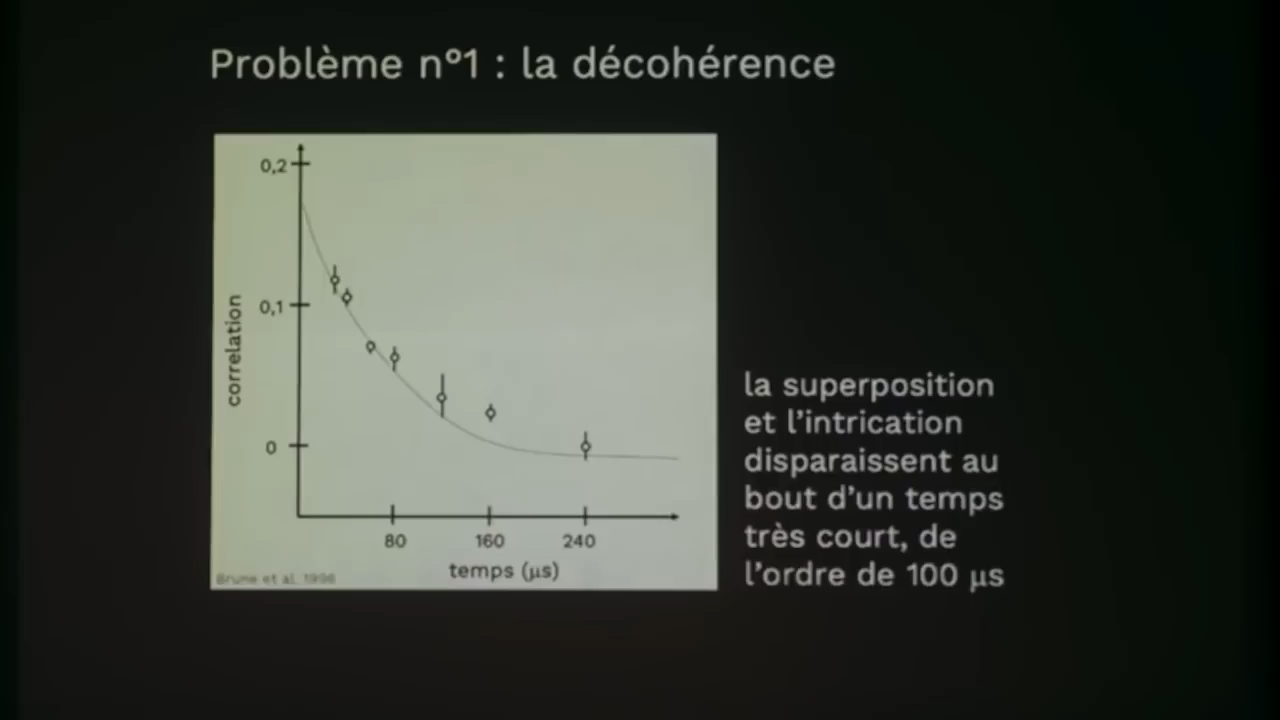 Problème n°1 : la décohérence
0,2
0,1
0
correlation
80 160 240
temps (μs)
Brune et al. 1996
la superposition
et l'intrication
disparaissent au
bout d'un temps
très court, de
l'ordre de 100 μs